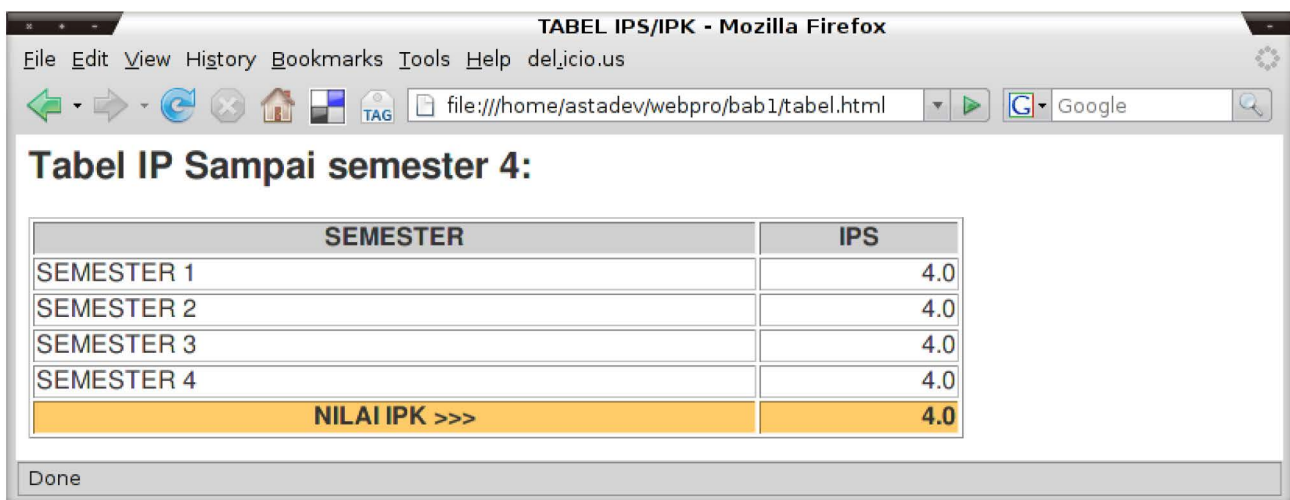 TABEL IPS/IPK - Mozilla Firefox
File Edit View History Bookmarks Tools Help del.icio.us
TAG file:///home/astadev/webpro/bab1/tabel.html G Google
Tabel IP Sampai semester 4:
SEMESTER IPS
SEMESTER 1 4.0
SEMESTER 2 4.0
SEMESTER 3 4.0
SEMESTER 4 4.0
NILAI IPK >>> 4.0
Done